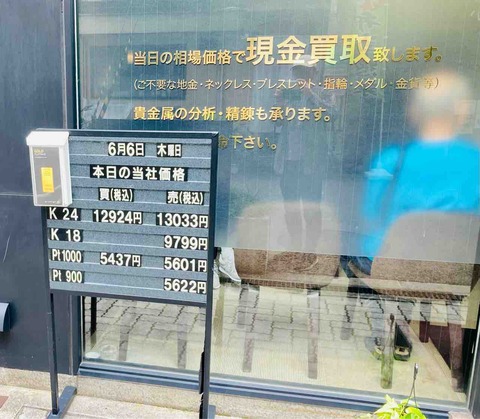 当日の相場価格で現金買取致します。
(ご不要な地金・ネックレス・ブレスレット・指輪・メダル・金貨等)
貴金属の分析・精錬も承ります。
下さい。
6月6日 木曜日
本日の当社価格
買(税込) 売(税込)
K 24 12924円 13033円
K 18 9799円
Pt1000 5437円 5601円
Pt 900 5622円